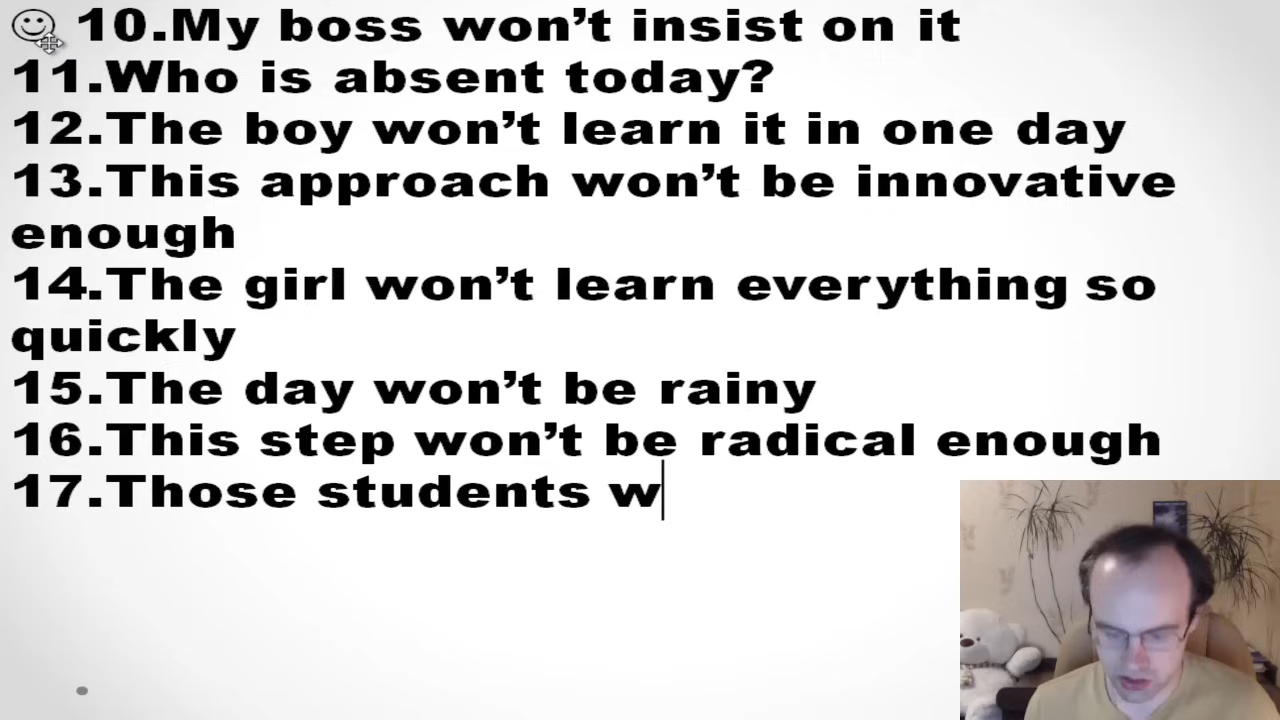 10.My boss won’t insist on it
11.Who is absent today?
12.The boy won’t learn it in one day
13.This approach won’t be innovative
enough
14.The girl won’t learn everything so
quickly
15.The day won’t be rainy
16.This step won’t be radical enough
17.Those students w